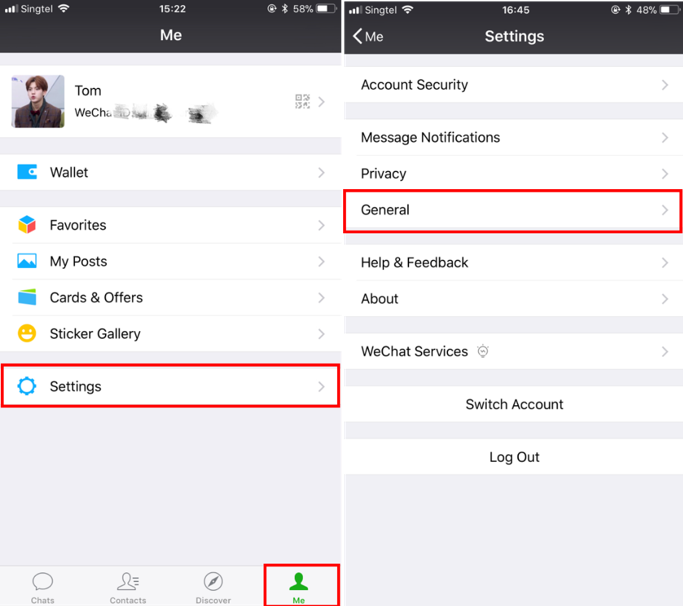 Singtel 15:22 58%
Me
Tom
WeCha
Wallet
Favorites
My Posts
Cards & Offers
Sticker Gallery
Settings
Chats Contacts Discover Me
Singtel 16:45 48%
Me Settings
Account Security
Message Notifications
Privacy
General
Help & Feedback
About
WeChat Services
Switch Account
Log Out